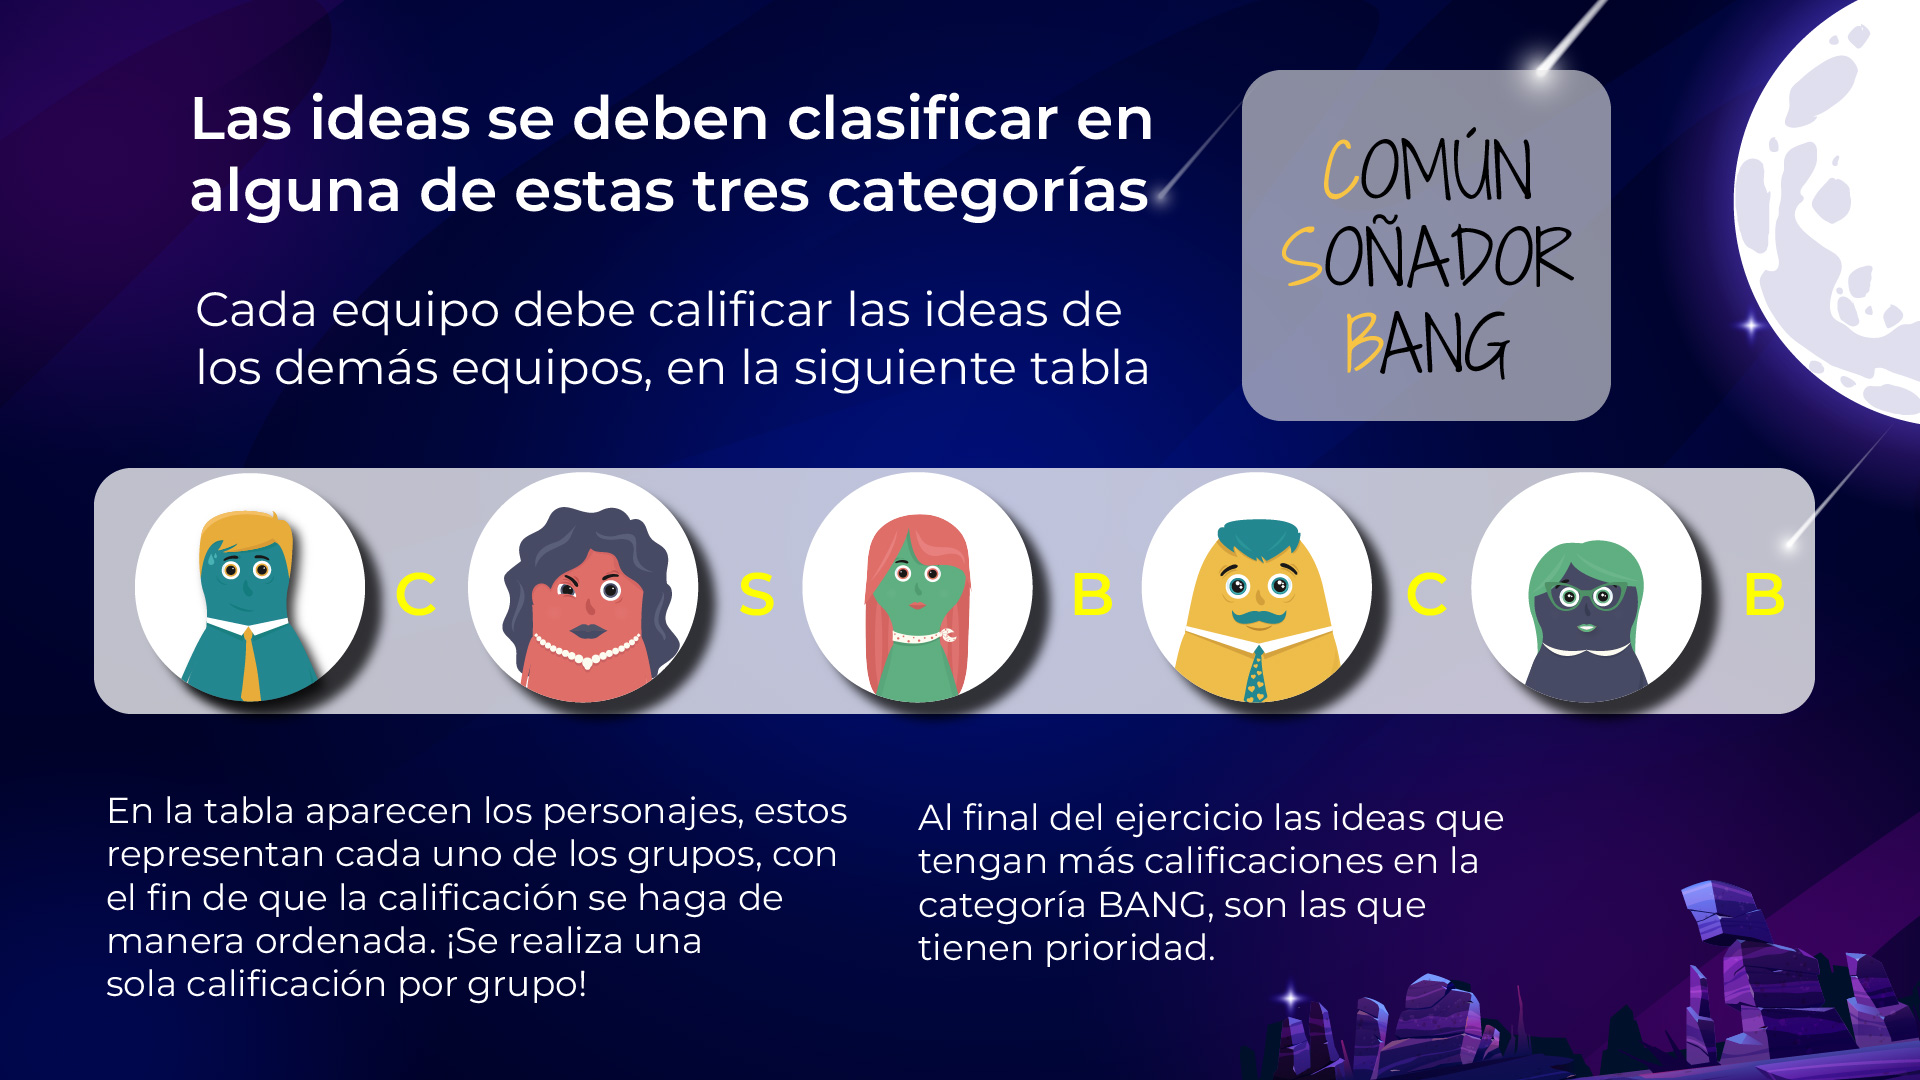 Las ideas se deben clasificar en
alguna de estas tres categorías
Cada equipo debe calificar las ideas de
los demás equipos, en la siguiente tabla
COMÚN
SOÑADOR
BANG
C
S
B
C
B
En la tabla aparecen los personajes, estos
representan cada uno de los grupos, con
el fin de que la calificación se haga de
manera ordenada. ¡Se realiza una
sola calificación por grupo!
Al final del ejercicio las ideas que
tengan más calificaciones en la
categoría BANG, son las que
tienen prioridad.